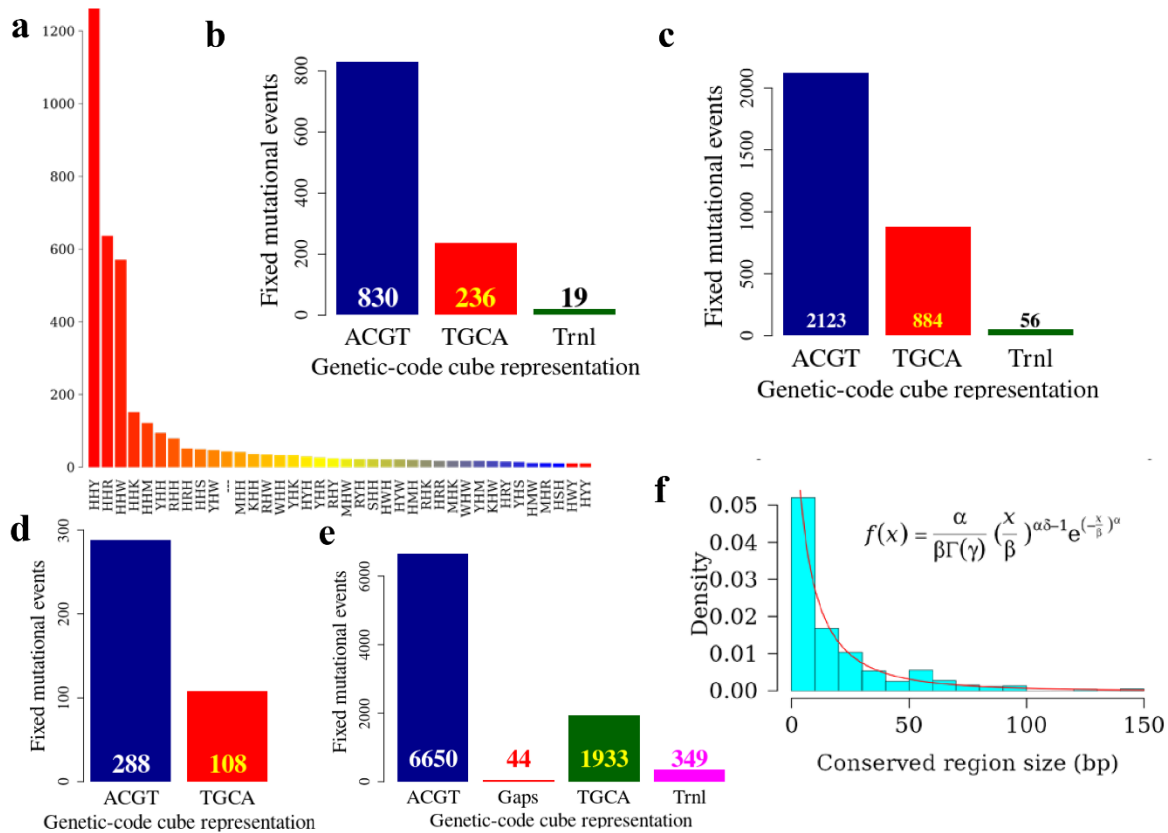 a
1200
1000
800
600
400
200
0
HHY
HHR
HHW
HHK
HHM
YHH
RHH
HRH
HHS
YHW
---
MHH
KHH
RHW
WHH
YHK
HYH
YHR
RHY
MHW
RYH
SHH
HWH
HYW
HMH
RHK
HRR
MHK
WHW
YHM
KHW
HRY
YHS
HMW
MHR
HSH
HWY
HYY
b
Fixed mutational events
800
600
400
200
0
830
236
19
ACGT TGCA Trnl
Genetic-code cube representation
c
Fixed mutational events
2000
1500
1000
500
0
2123
884
56
ACGT TGCA Trnl
Genetic-code cube representation
d
Fixed mutational events
300
200
100
0
288
108
ACGT TGCA
Genetic-code cube representation
e
Fixed mutational events
6000
4000
2000
0
6650
44
1933
349
ACGT Gaps TGCA Trnl
Genetic-code cube representation
f
f(x) = α/(βΓ(γ)) (x/β)^(αδ−1) e^(−x/β)^α
Density
0.05
0.04
0.03
0.02
0.01
0.00
0 50 100 150
Conserved region size (bp)